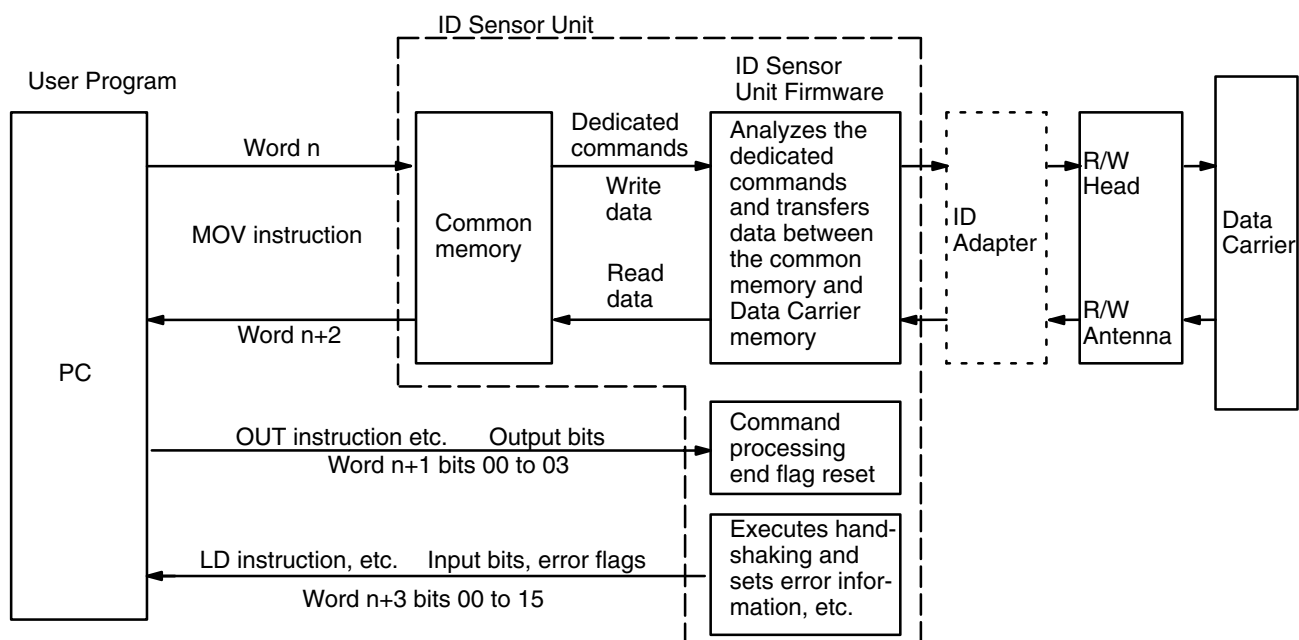 ID Sensor Unit
User Program
PC
Word n
MOV instruction
Word n+2
Common
memory
Dedicated
commands
Write
data
Read
data
ID Sensor
Unit Firmware
Analyzes the
dedicated
commands
and transfers
data between
the common
memory and
Data Carrier
memory
ID
Adapter
R/W
Head
R/W
Antenna
Data
Carrier
OUT instruction etc. Output bits
Word n+1 bits 00 to 03
Command
processing
end flag reset
LD instruction, etc. Input bits, error flags
Word n+3 bits 00 to 15
Executes hand-
shaking and
sets error infor-
mation, etc.